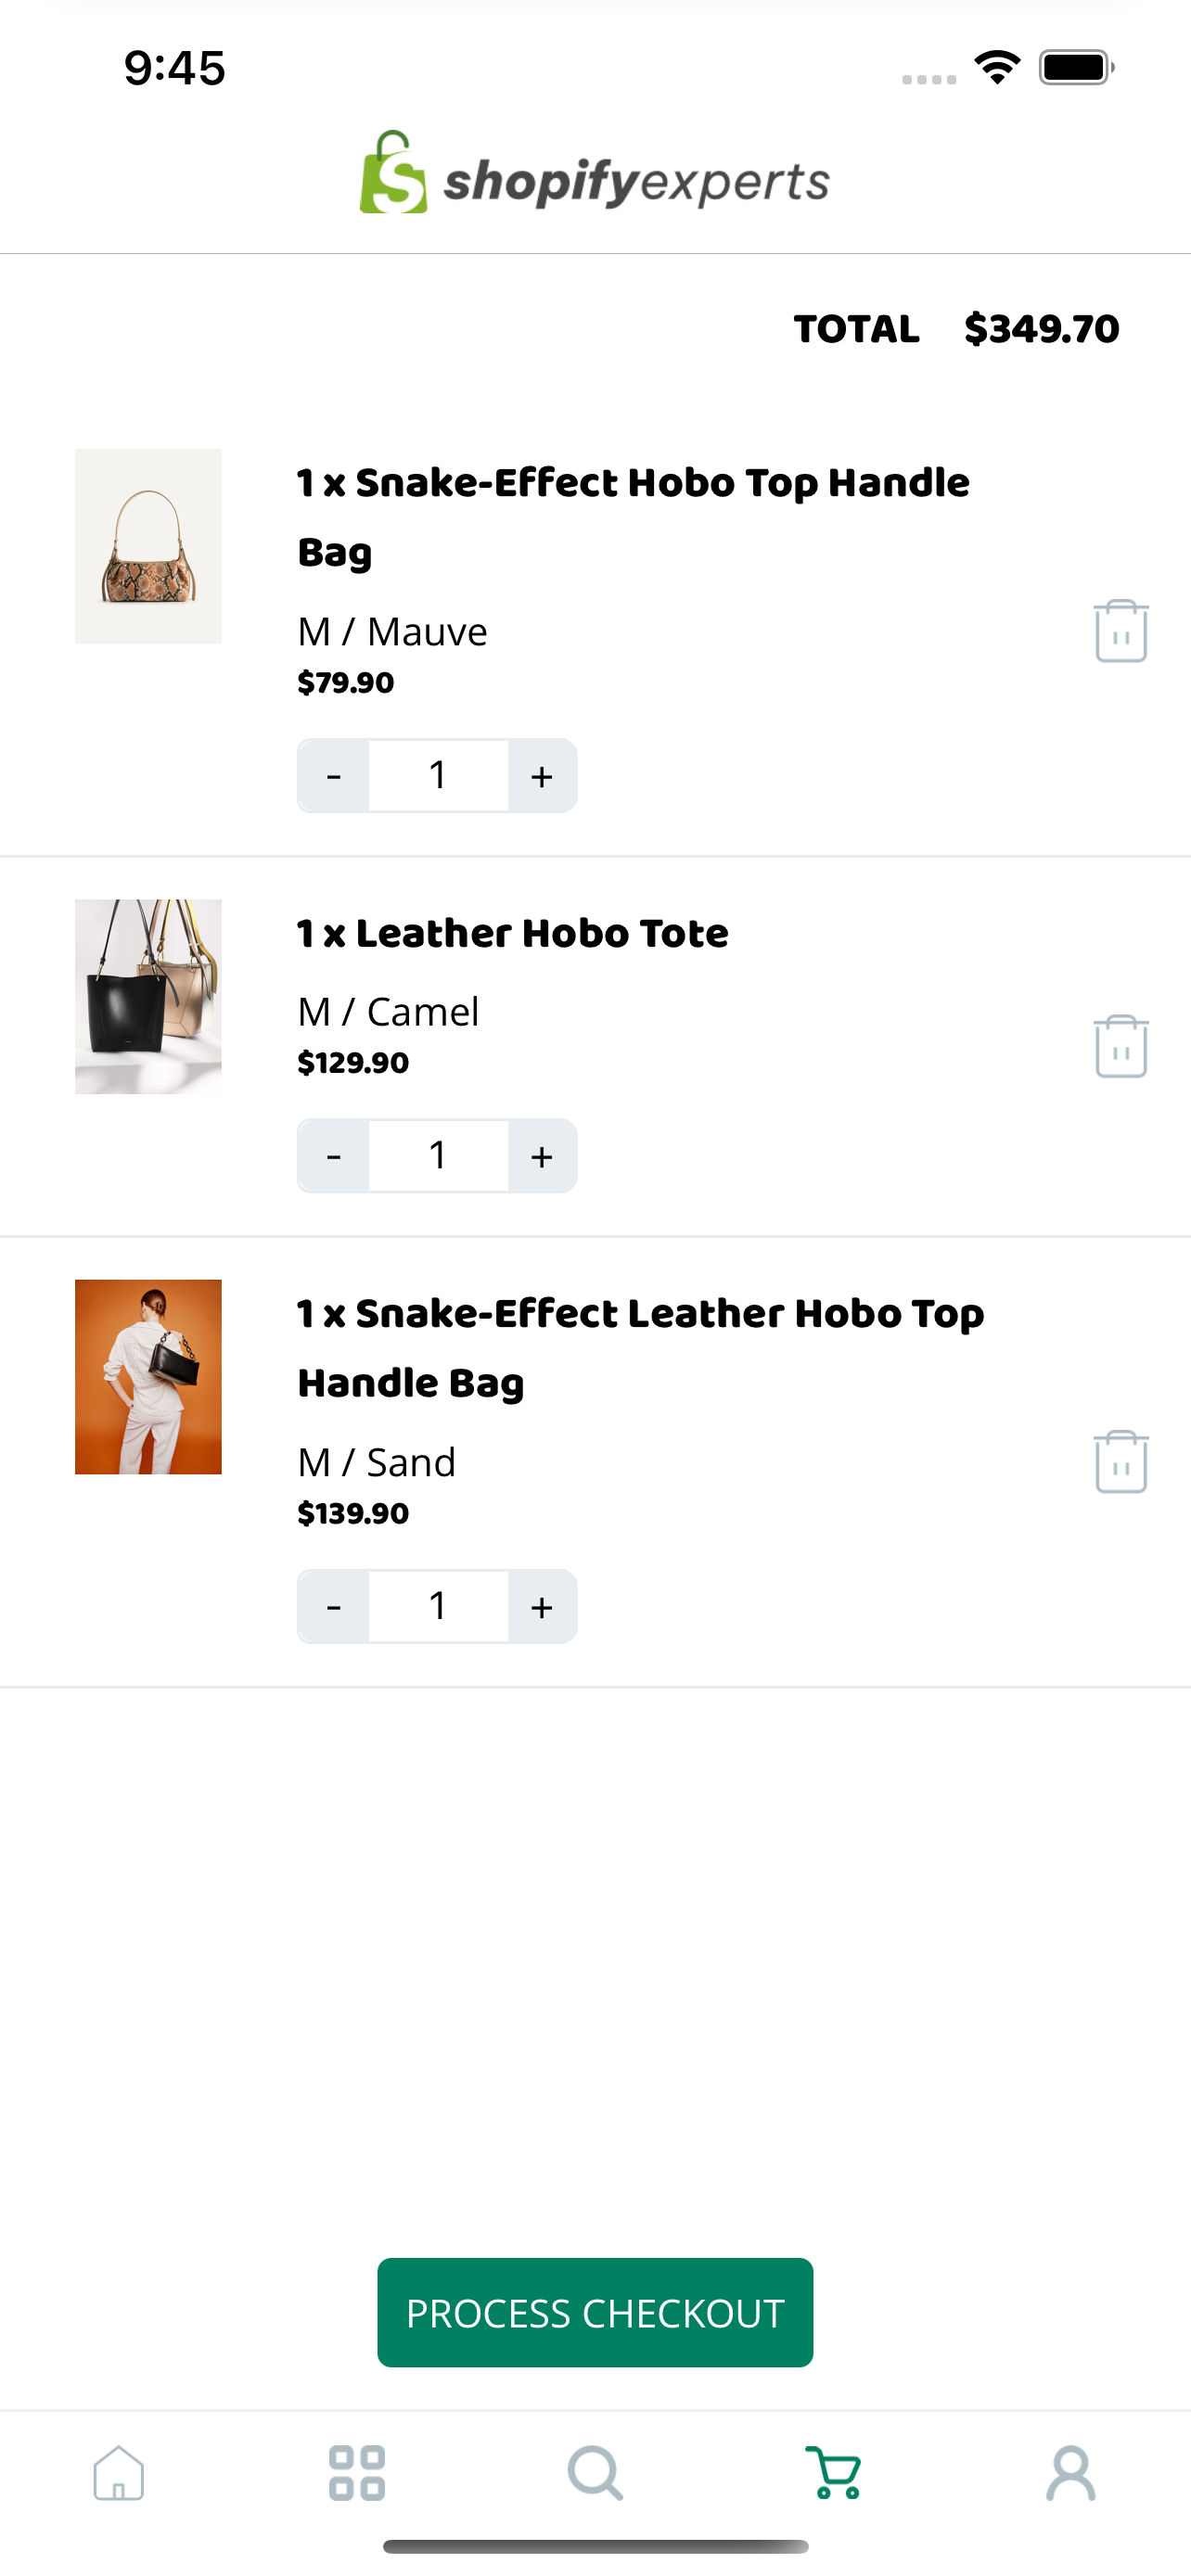 9:45
shopifyexperts
TOTAL $349.70
1 x Snake-Effect Hobo Top Handle
Bag
M / Mauve
$79.90
- 1 +
1 x Leather Hobo Tote
M / Camel
$129.90
- 1 +
1 x Snake-Effect Leather Hobo Top
Handle Bag
M / Sand
$139.90
- 1 +
PROCESS CHECKOUT